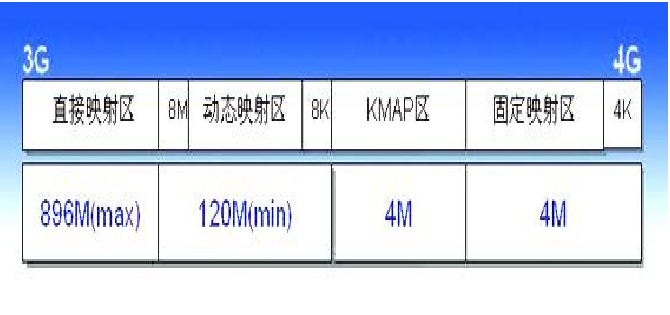 3G 4G
直接映射区 8M 动态映射区 8K KMAP区 固定映射区 4K
896M(max) 120M(min) 4M 4M